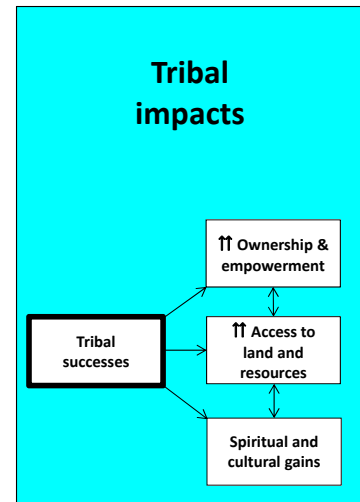 Tribal
impacts
⇈ Ownership &
empowerment
Tribal
successes
⇈ Access to
land and
resources
Spiritual and
cultural gains